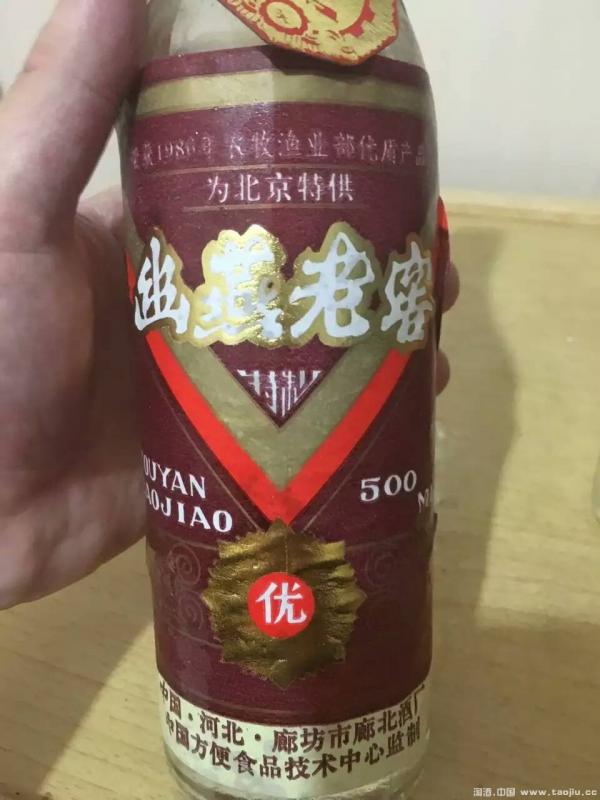 荣获1986年农牧渔业部优质产品
为北京特供
幽燕老窖
特制
OUYAN
AOJIAO
500 M
优
中国·河北·廊坊市廊北酒厂
中国方便食品技术中心监制
淘酒.中国 www.taojiu.cc